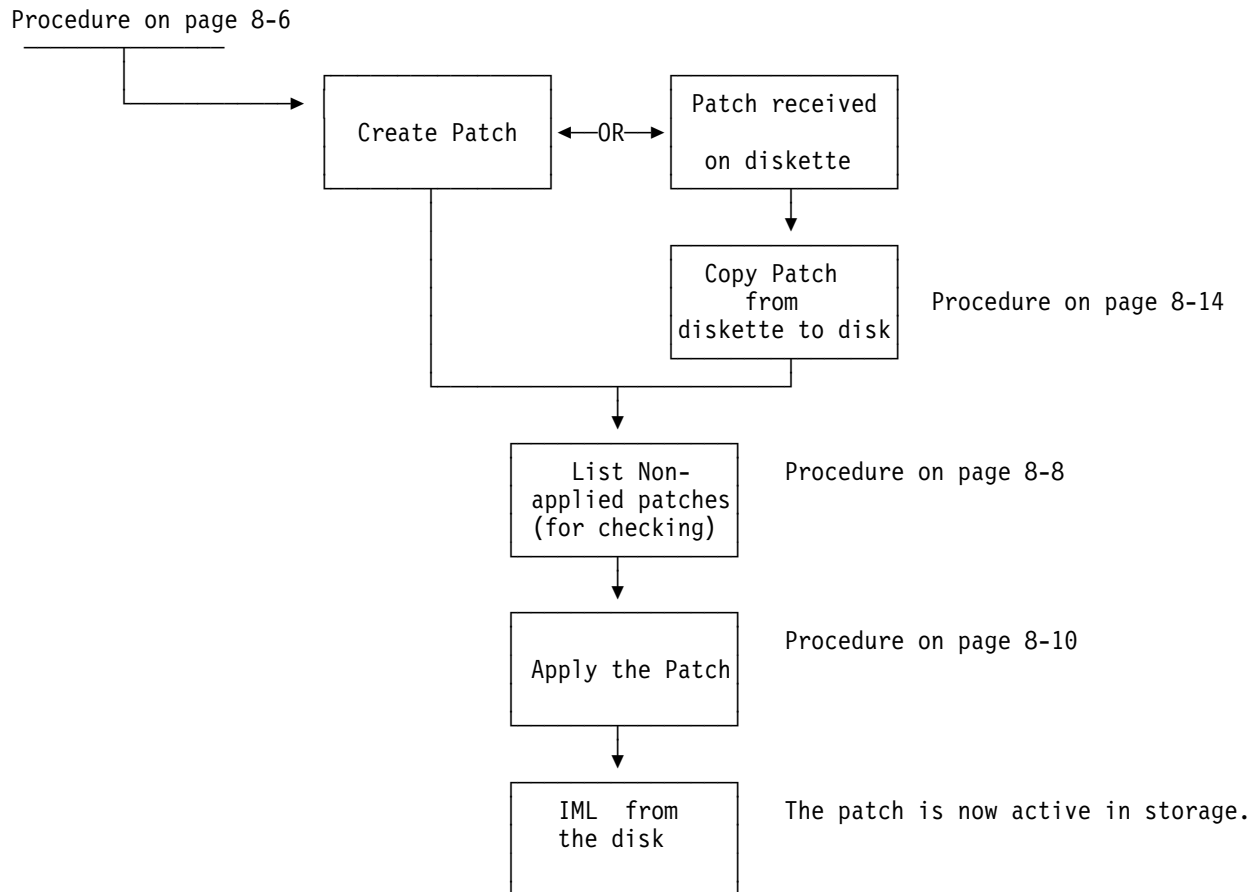 Procedure on page 8-6
Create Patch
OR
Patch received
on diskette
Copy Patch
from
diskette to disk
Procedure on page 8-14
List Non-
applied patches
(for checking)
Procedure on page 8-8
Apply the Patch
Procedure on page 8-10
IML from
the disk
The patch is now active in storage.